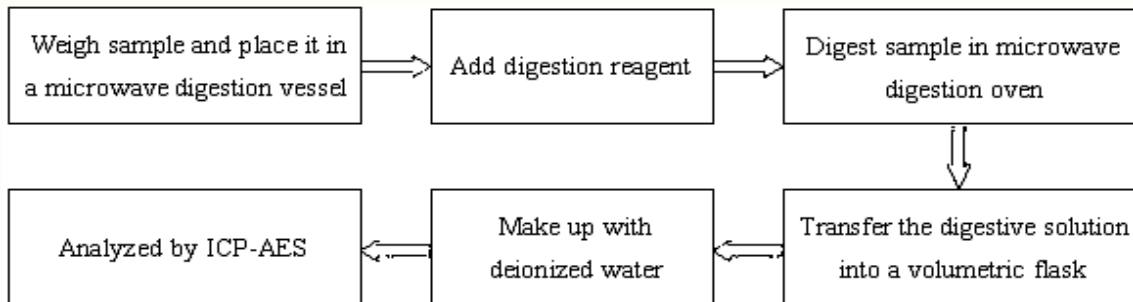 Weigh sample and place it in
a microwave digestion vessel
Add digestion reagent
Digest sample in microwave
digestion oven
Transfer the digestive solution
into a volumetric flask
Make up with
deionized water
Analyzed by ICP-AES